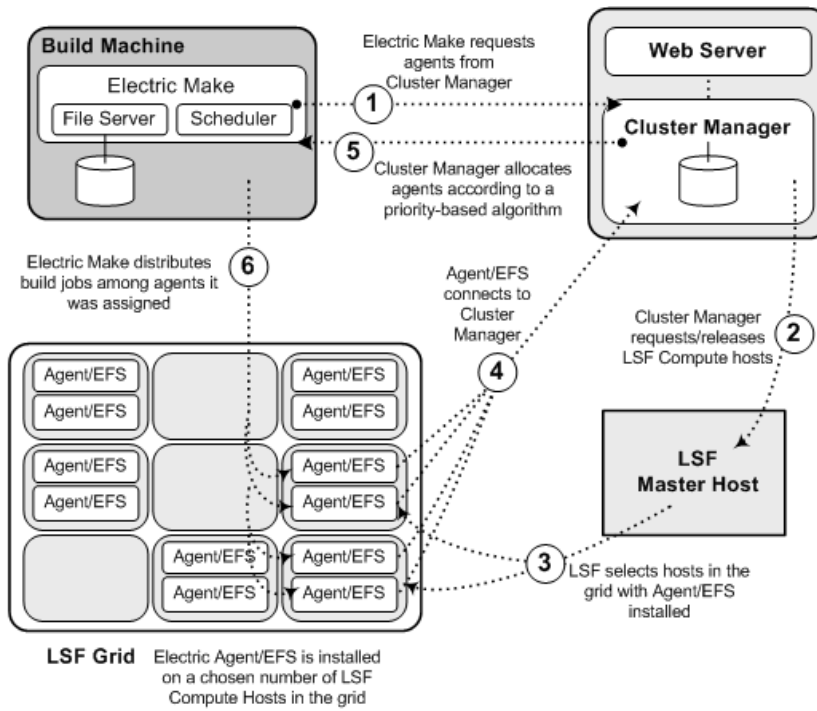 Build Machine
Electric Make
File Server
Scheduler
Electric Make requests
agents from
Cluster Manager
1
5
Cluster Manager allocates
agents according to a
priority-based algorithm
Web Server
Cluster Manager
Electric Make distributes
build jobs among agents it
was assigned
6
Agent/EFS
connects to
Cluster
Manager
4
Cluster Manager
requests/releases
LSF Compute hosts
2
Agent/EFS
Agent/EFS
Agent/EFS
Agent/EFS
Agent/EFS
Agent/EFS
Agent/EFS
Agent/EFS
Agent/EFS
Agent/EFS
Agent/EFS
Agent/EFS
LSF
Master Host
3
LSF selects hosts in the
grid with Agent/EFS
installed
LSF Grid
Electric Agent/EFS is installed
on a chosen number of LSF
Compute Hosts in the grid